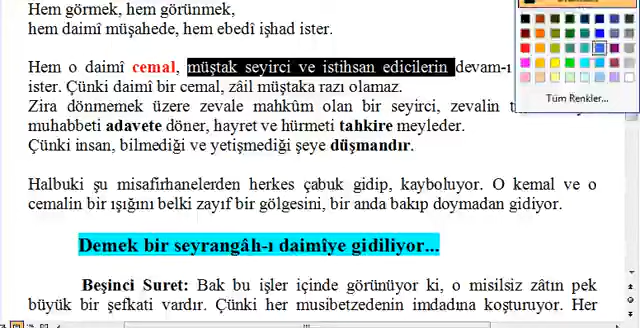 Hem görmek, hem görünmek,
hem daimî müşahede, hem ebedî işhad ister.
Hem o daimî cemal, müştak seyirci ve istihsan edicilerin devam-ı
ister. Çünki daimî bir cemal, zâil müştaka razı olamaz.
Zira dönmemek üzere zevale mahkûm olan bir seyirci, zevalin
muhabbeti adavete döner, hayret ve hürmeti tahkire meyleder.
Çünki insan, bilmediği ve yetişmediği şeye düşmandır.
Halbuki şu misafirhanelerden herkes çabuk gidip, kayboluyor. O kemal ve o
cemalin bir ışığını belki zayıf bir gölgesini, bir anda bakıp doymadan gidiyor.
Demek bir seyrangâh-ı daimîye gidiliyor...
Beşinci Suret: Bak bu işler içinde görünüyor ki, o misilsiz zâtın pek
büyük bir şefkati vardır. Çünki her musibetzedenin imdadına koşturuyor. Her
Tüm Renkler...